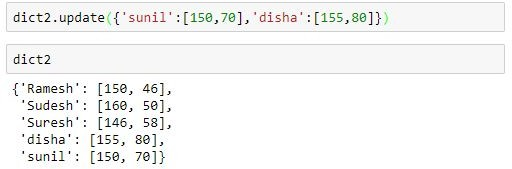 dict2.update({'sunil':[150,70],'disha':[155,80]})
dict2
{'Ramesh': [150, 46],
'Sudesh': [160, 50],
'Suresh': [146, 58],
'disha': [155, 80],
'sunil': [150, 70]}